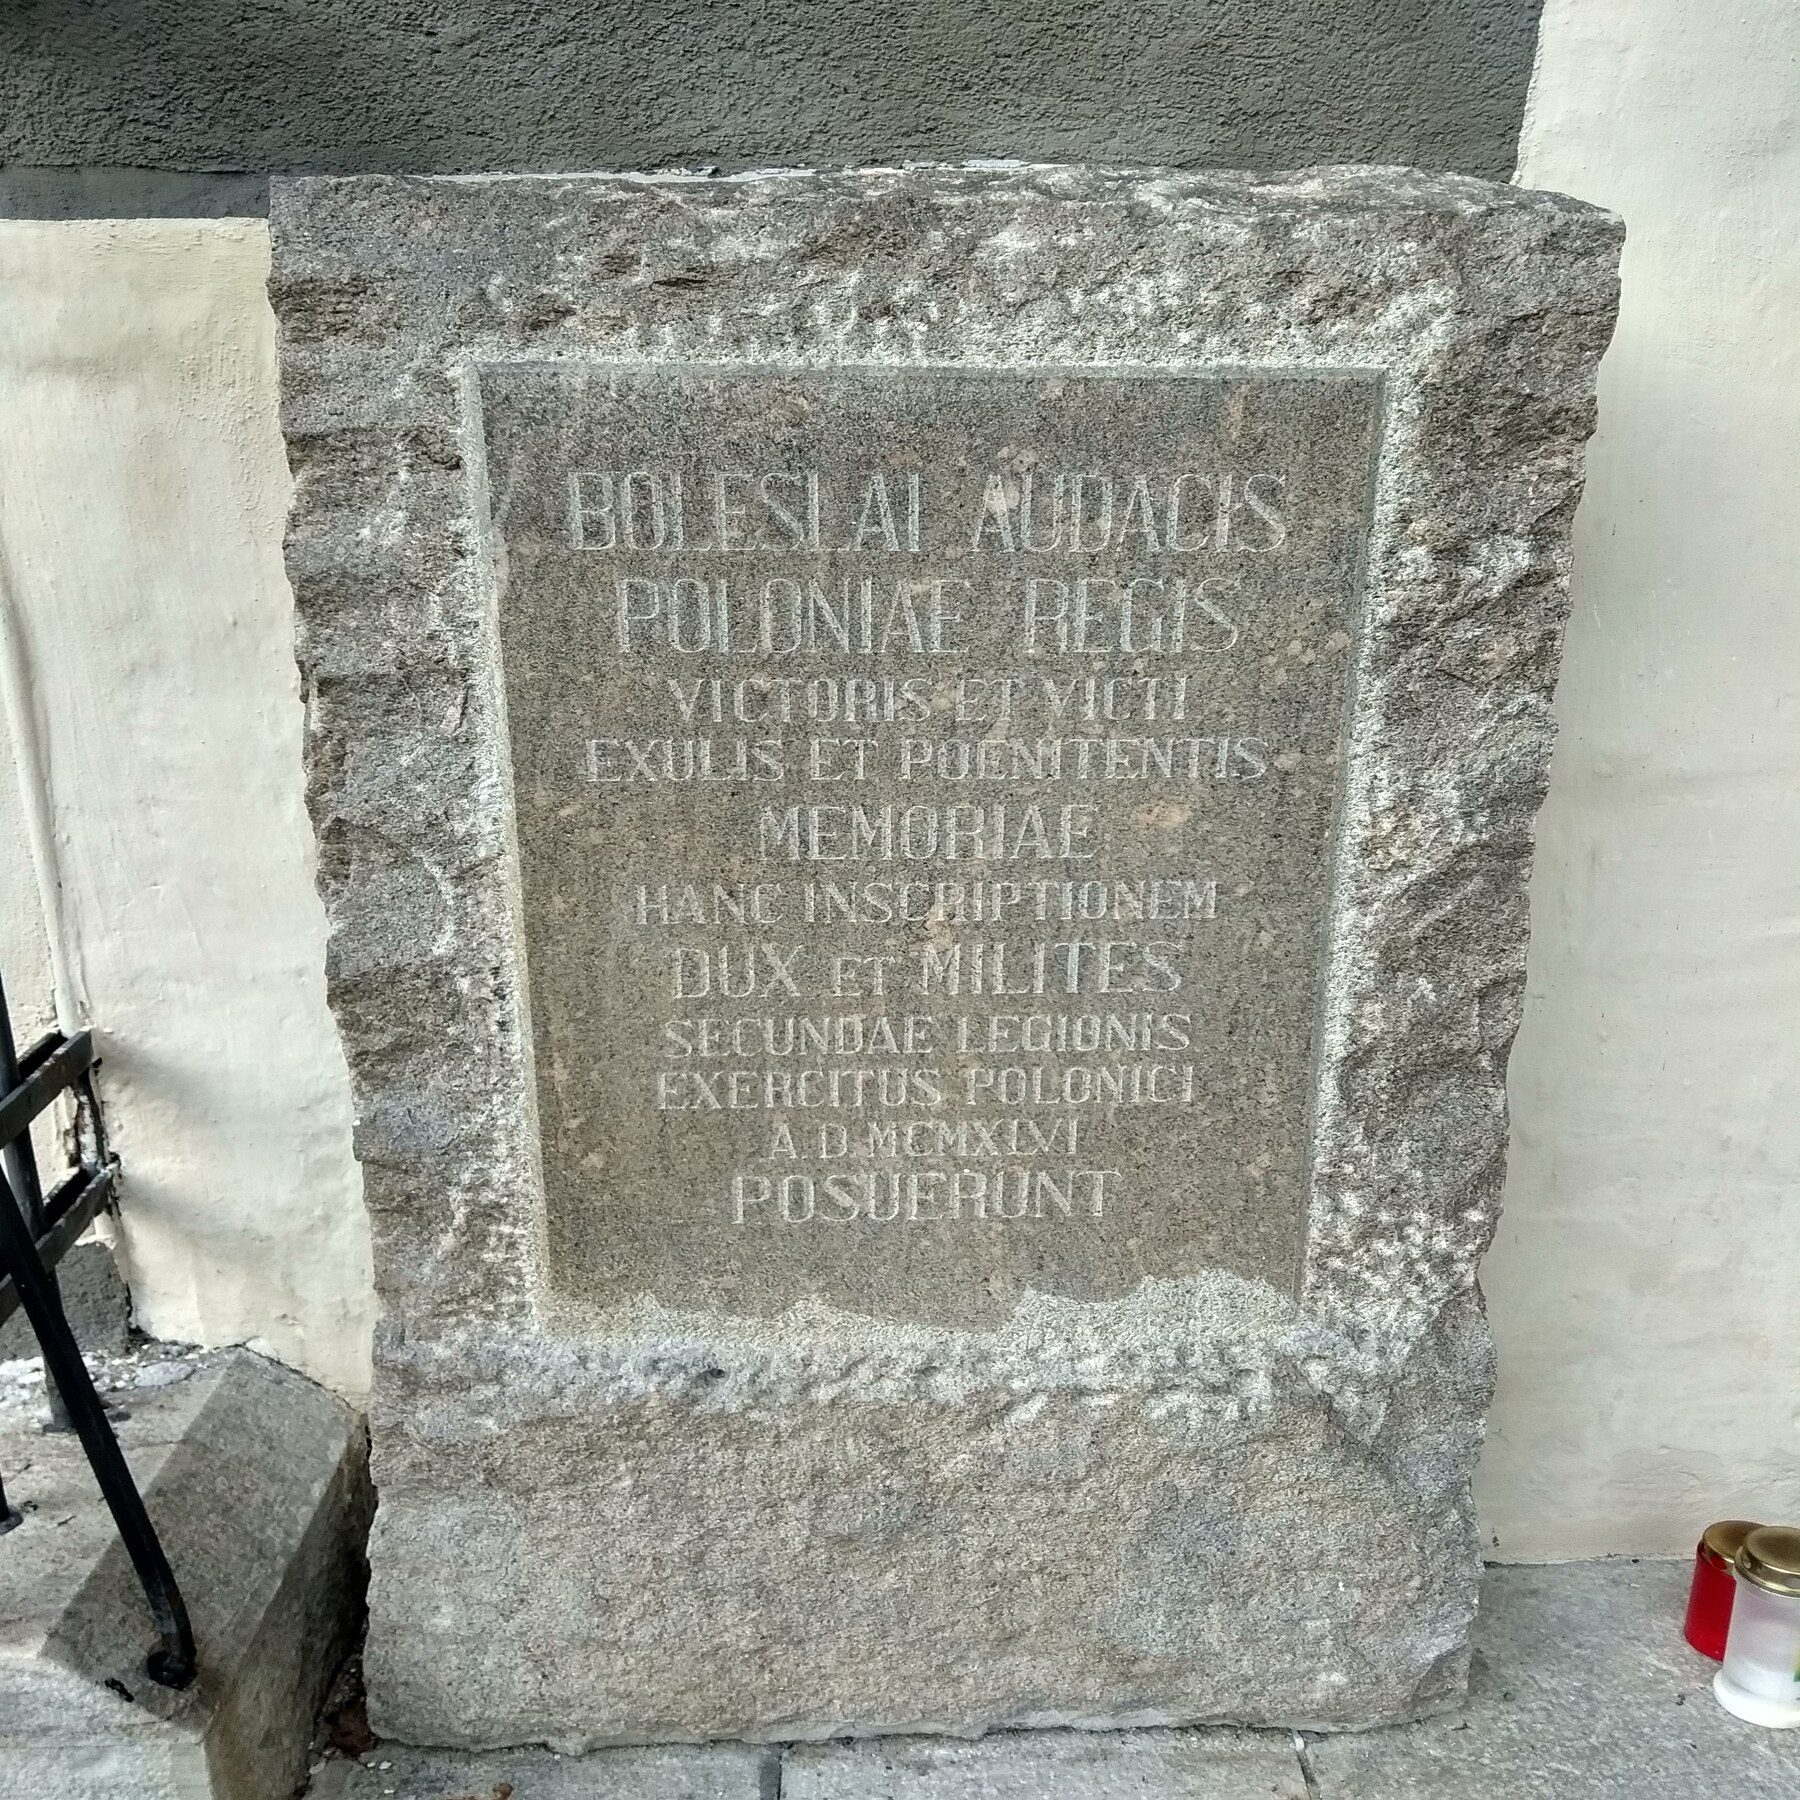 BOLESLAI AUDACIS
POLONIAE REGIS
VICTORIS ET VICTI
EXULIS ET POENITENTIS
MEMORIAE
HANC INSCRIPTIONEM
DUX ET MILITES
SECUNDAE LEGIONIS
EXERCITUS POLONICI
A.D. MCMXLVI
POSUERUNT